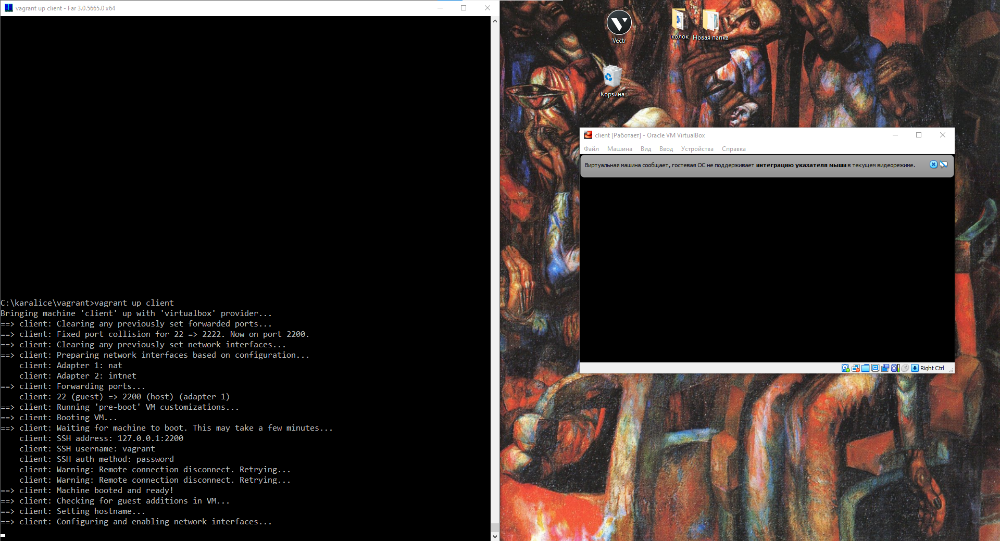 vagrant up client - Far 3.0.5665.0 x64
C:\karalice\vagrant>vagrant up client
Bringing machine 'client' up with 'virtualbox' provider...
==> client: Clearing any previously set forwarded ports...
==> client: Fixed port collision for 22 => 2222. Now on port 2200.
==> client: Clearing any previously set network interfaces...
==> client: Preparing network interfaces based on configuration...
client: Adapter 1: nat
client: Adapter 2: intnet
==> client: Forwarding ports...
client: 22 (guest) => 2200 (host) (adapter 1)
==> client: Running 'pre-boot' VM customizations...
==> client: Booting VM...
==> client: Waiting for machine to boot. This may take a few minutes...
client: SSH address: 127.0.0.1:2200
client: SSH username: vagrant
client: SSH auth method: password
client: Warning: Remote connection disconnect. Retrying...
client: Warning: Remote connection disconnect. Retrying...
==> client: Machine booted and ready!
==> client: Checking for guest additions in VM...
==> client: Setting hostname...
==> client: Configuring and enabling network interfaces...
Vectr
колок
Новая папка
Корзина
client [Работает] - Oracle VM VirtualBox
Файл Машина Вид Ввод Устройства Справка
Виртуальная машина сообщает, гостевая ОС не поддерживает интеграцию указателя мыши в текущем видеорежиме.
Right Ctrl